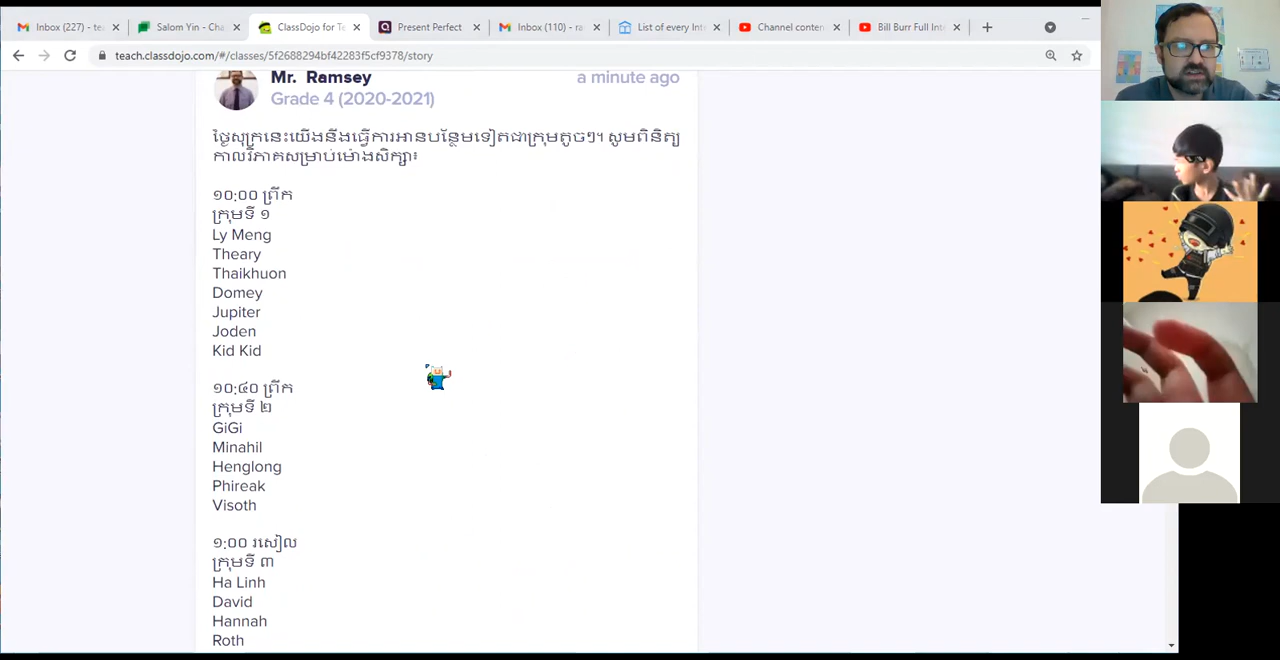 Inbox (227) - te
Salom Yin - Cha
ClassDojo for Te
Present Perfect
Inbox (110) - ra
List of every Int
Channel conten
Bill Burr Full Int
teach.classdojo.com/#/classes/5f2688294bf42283f5cf9378/story
Mr. Ramsey
a minute ago
Grade 4 (2020-2021)
ថ្ងៃសុក្រនេះយើងនឹងធ្វើការអានបន្ថែមទៀតជាក្រុមតូចៗ។ សូមពិនិត្យ
កាលវិភាគសម្រាប់ម៉ោងសិក្សា៖
១០:០០ ព្រឹក
ក្រុមទី ១
Ly Meng
Theary
Thaikhuon
Domey
Jupiter
Joden
Kid Kid
១០:៤០ ព្រឹក
ក្រុមទី ២
GiGi
Minahil
Henglong
Phireak
Visoth
១:០០ រសៀល
ក្រុមទី ៣
Ha Linh
David
Hannah
Roth